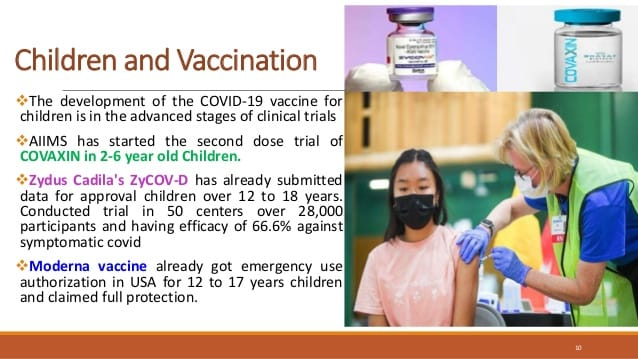 Children and Vaccination
❖The development of the COVID-19 vaccine for
children is in the advanced stages of clinical trials
❖AIIMS has started the second dose trial of
COVAXIN in 2-6 year old Children.
❖Zydus Cadila's ZyCOV-D has already submitted
data for approval children over 12 to 18 years.
Conducted trial in 50 centers over 28,000
participants and having efficacy of 66.6% against
symptomatic covid
❖Moderna vaccine already got emergency use
authorization in USA for 12 to 17 years children
and claimed full protection.
ZYCOV-D
COVAXIN
BHARAT
10